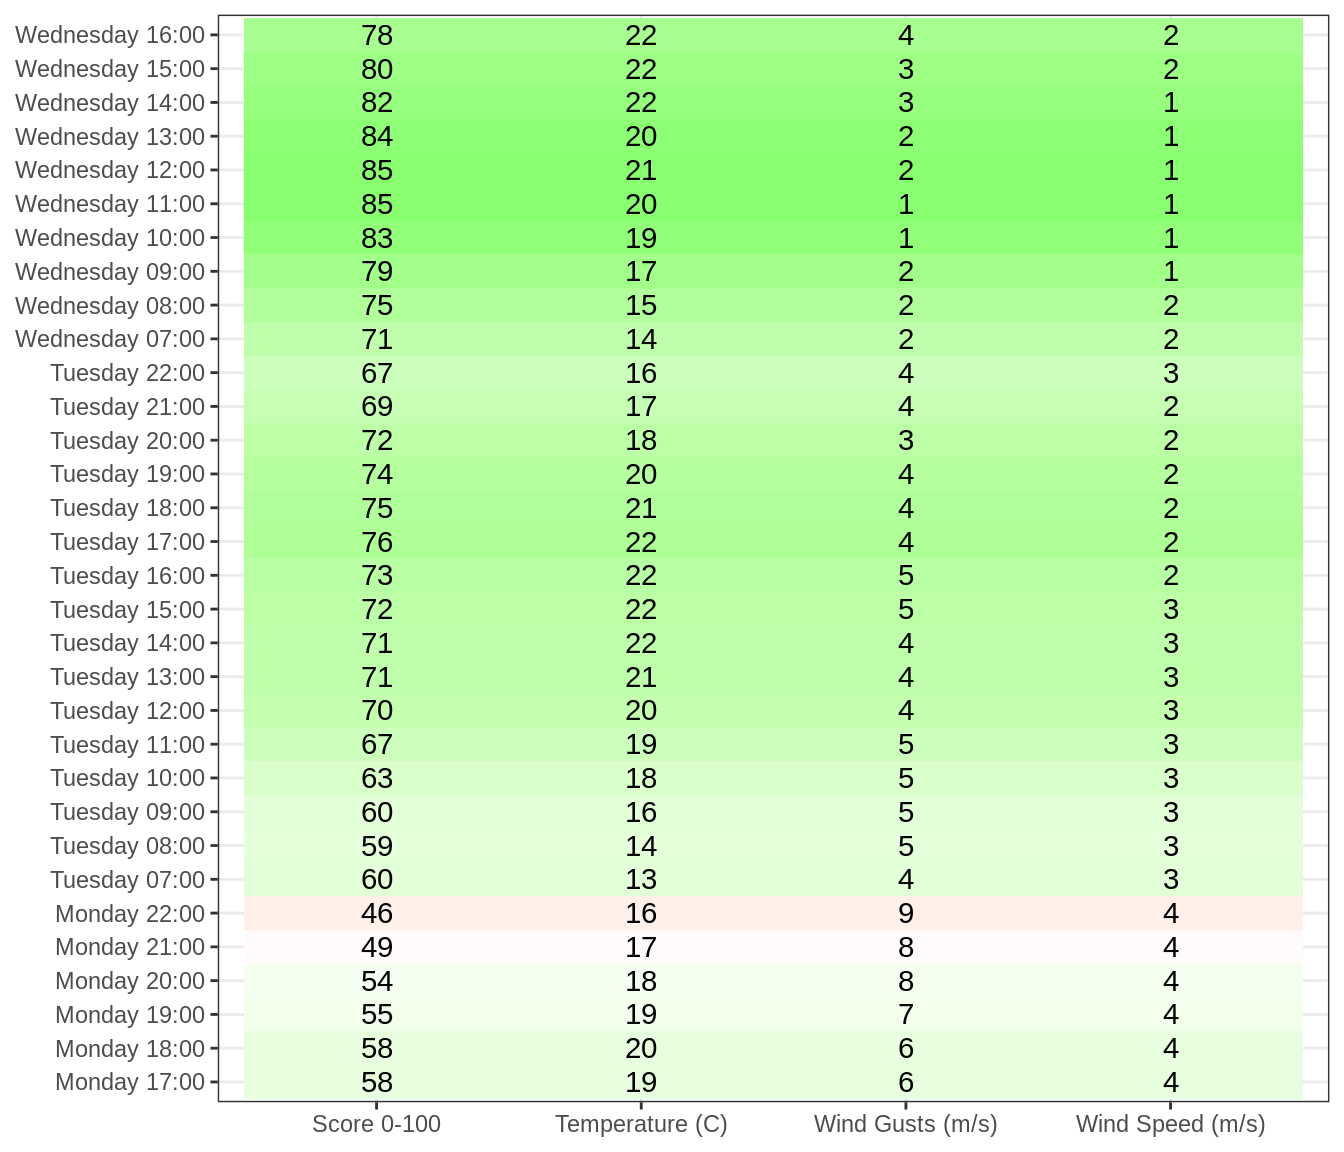 Wednesday 16:00 78 22 4 2
Wednesday 15:00 80 22 3 2
Wednesday 14:00 82 22 3 1
Wednesday 13:00 84 20 2 1
Wednesday 12:00 85 21 2 1
Wednesday 11:00 85 20 1 1
Wednesday 10:00 83 19 1 1
Wednesday 09:00 79 17 2 1
Wednesday 08:00 75 15 2 2
Wednesday 07:00 71 14 2 2
Tuesday 22:00 67 16 4 3
Tuesday 21:00 69 17 4 2
Tuesday 20:00 72 18 3 2
Tuesday 19:00 74 20 4 2
Tuesday 18:00 75 21 4 2
Tuesday 17:00 76 22 4 2
Tuesday 16:00 73 22 5 2
Tuesday 15:00 72 22 5 3
Tuesday 14:00 71 22 4 3
Tuesday 13:00 71 21 4 3
Tuesday 12:00 70 20 4 3
Tuesday 11:00 67 19 5 3
Tuesday 10:00 63 18 5 3
Tuesday 09:00 60 16 5 3
Tuesday 08:00 59 14 5 3
Tuesday 07:00 60 13 4 3
Monday 22:00 46 16 9 4
Monday 21:00 49 17 8 4
Monday 20:00 54 18 8 4
Monday 19:00 55 19 7 4
Monday 18:00 58 20 6 4
Monday 17:00 58 19 6 4
Score 0-100 Temperature (C) Wind Gusts (m/s) Wind Speed (m/s)